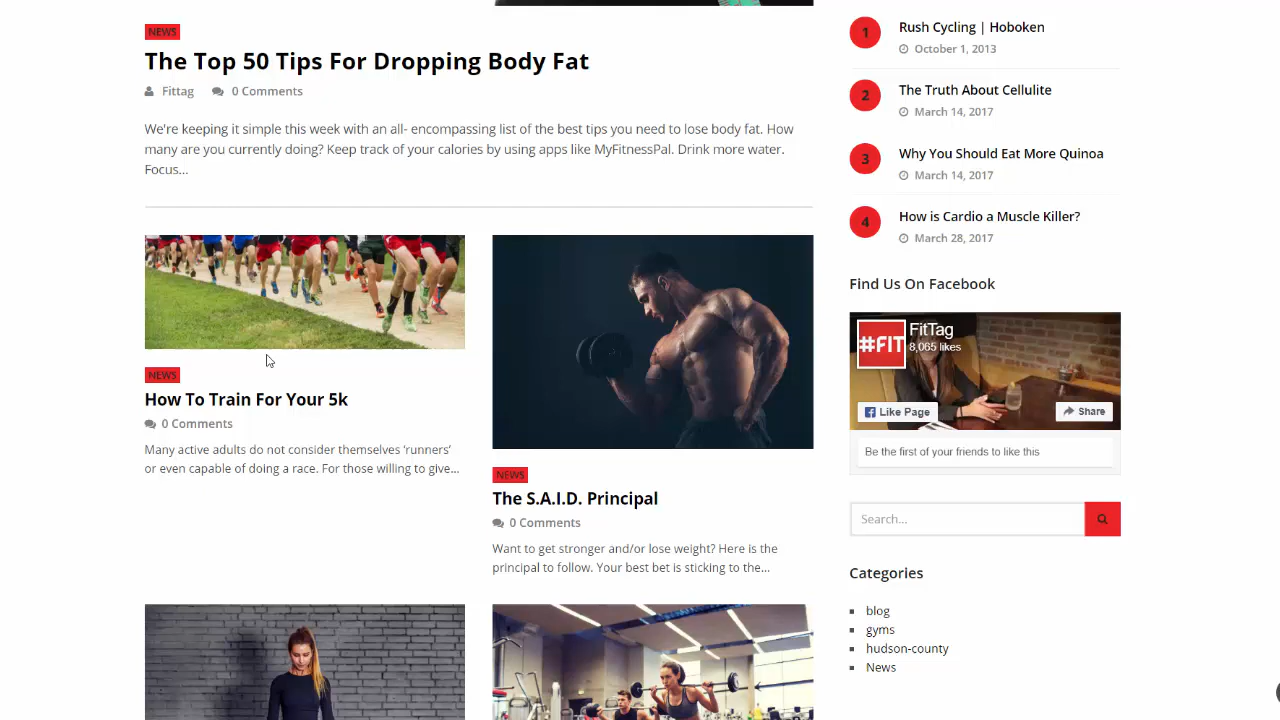 NEWS
The Top 50 Tips For Dropping Body Fat
Fittag 0 Comments
We're keeping it simple this week with an all- encompassing list of the best tips you need to lose body fat. How
many are you currently doing? Keep track of your calories by using apps like MyFitnessPal. Drink more water.
Focus...
NEWS
How To Train For Your 5k
0 Comments
Many active adults do not consider themselves ‘runners’
or even capable of doing a race. For those willing to give...
NEWS
The S.A.I.D. Principal
0 Comments
Want to get stronger and/or lose weight? Here is the
principal to follow. Your best bet is sticking to the...
1 Rush Cycling | Hoboken
October 1, 2013
2 The Truth About Cellulite
March 14, 2017
3 Why You Should Eat More Quinoa
March 14, 2017
4 How is Cardio a Muscle Killer?
March 28, 2017
Find Us On Facebook
#FIT FitTag
8,065 likes
Like Page Share
Be the first of your friends to like this
Search...
Categories
blog
gyms
hudson-county
News